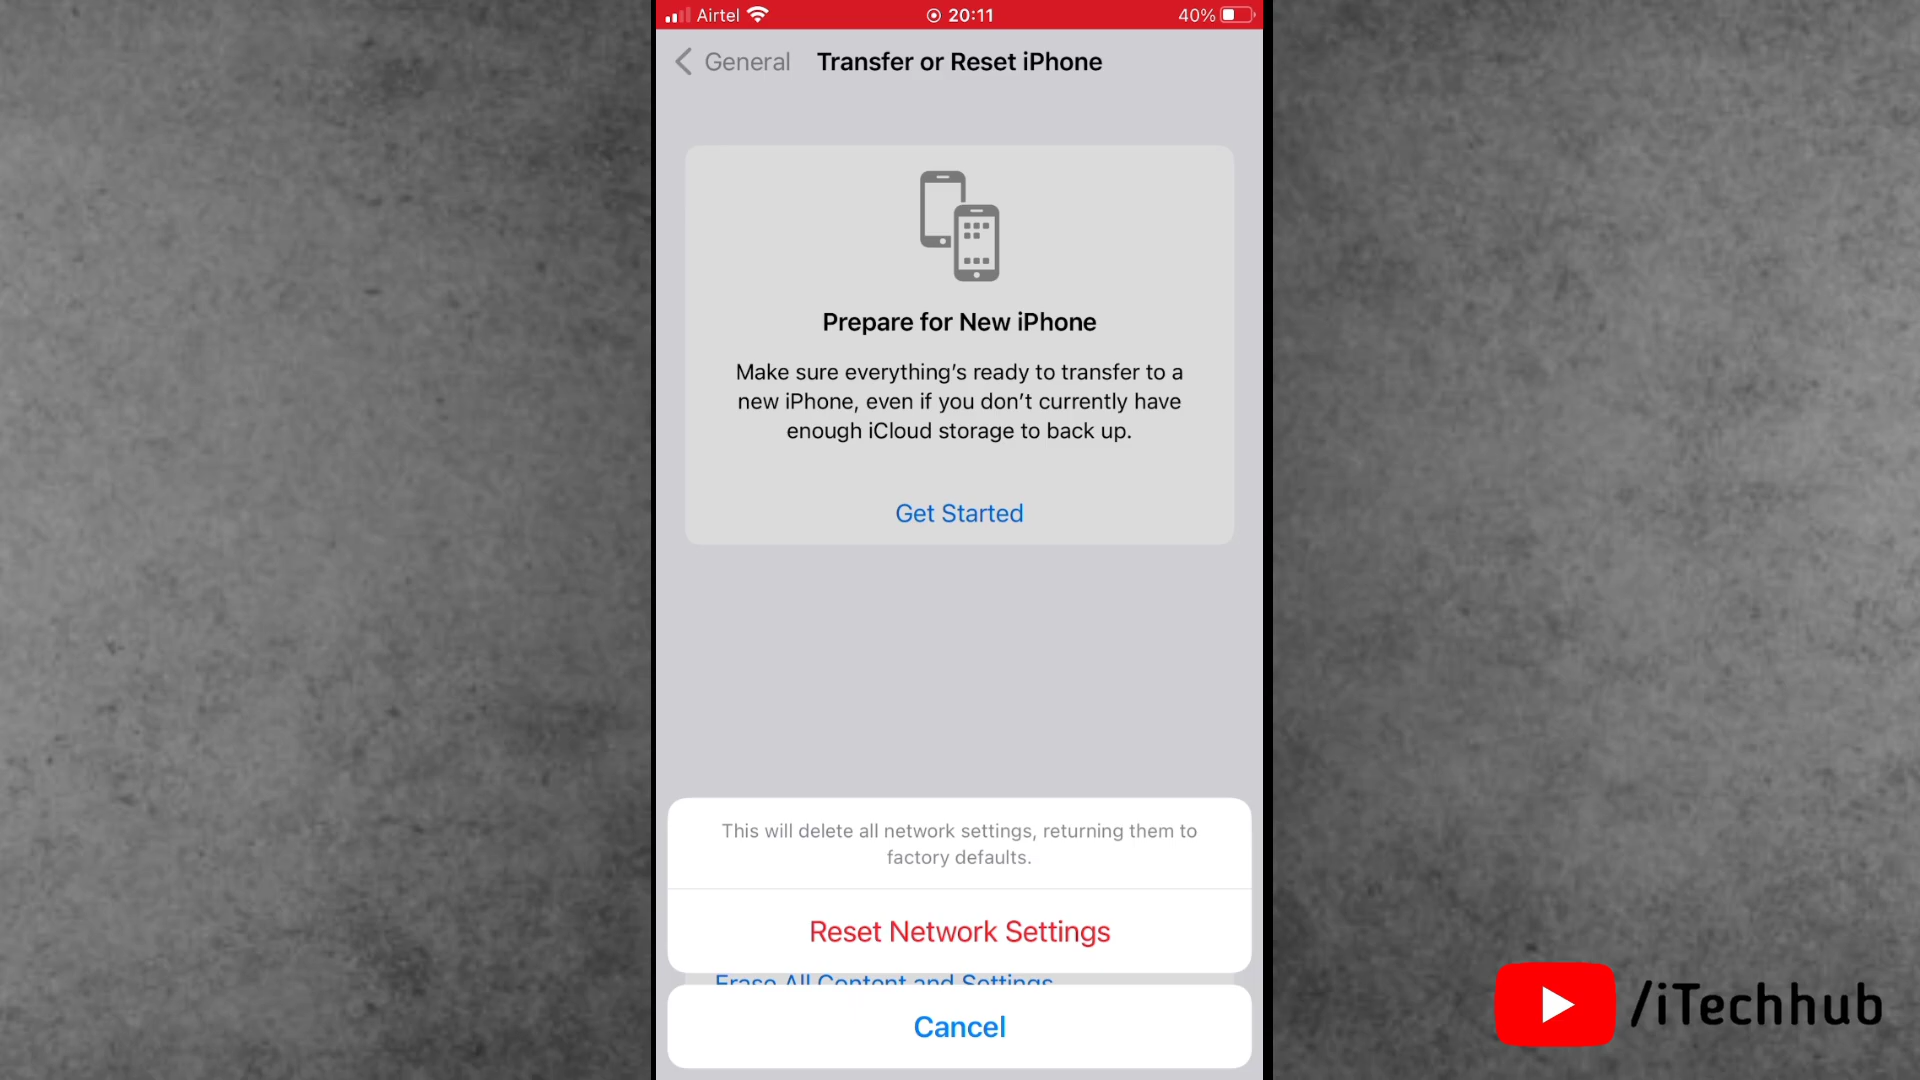 Airtel 20:11 40%
General Transfer or Reset iPhone
Prepare for New iPhone
Make sure everything’s ready to transfer to a
new iPhone, even if you don’t currently have
enough iCloud storage to back up.
Get Started
This will delete all network settings, returning them to
factory defaults.
Reset Network Settings
Erase All Content and Settings
Cancel
/iTechhub